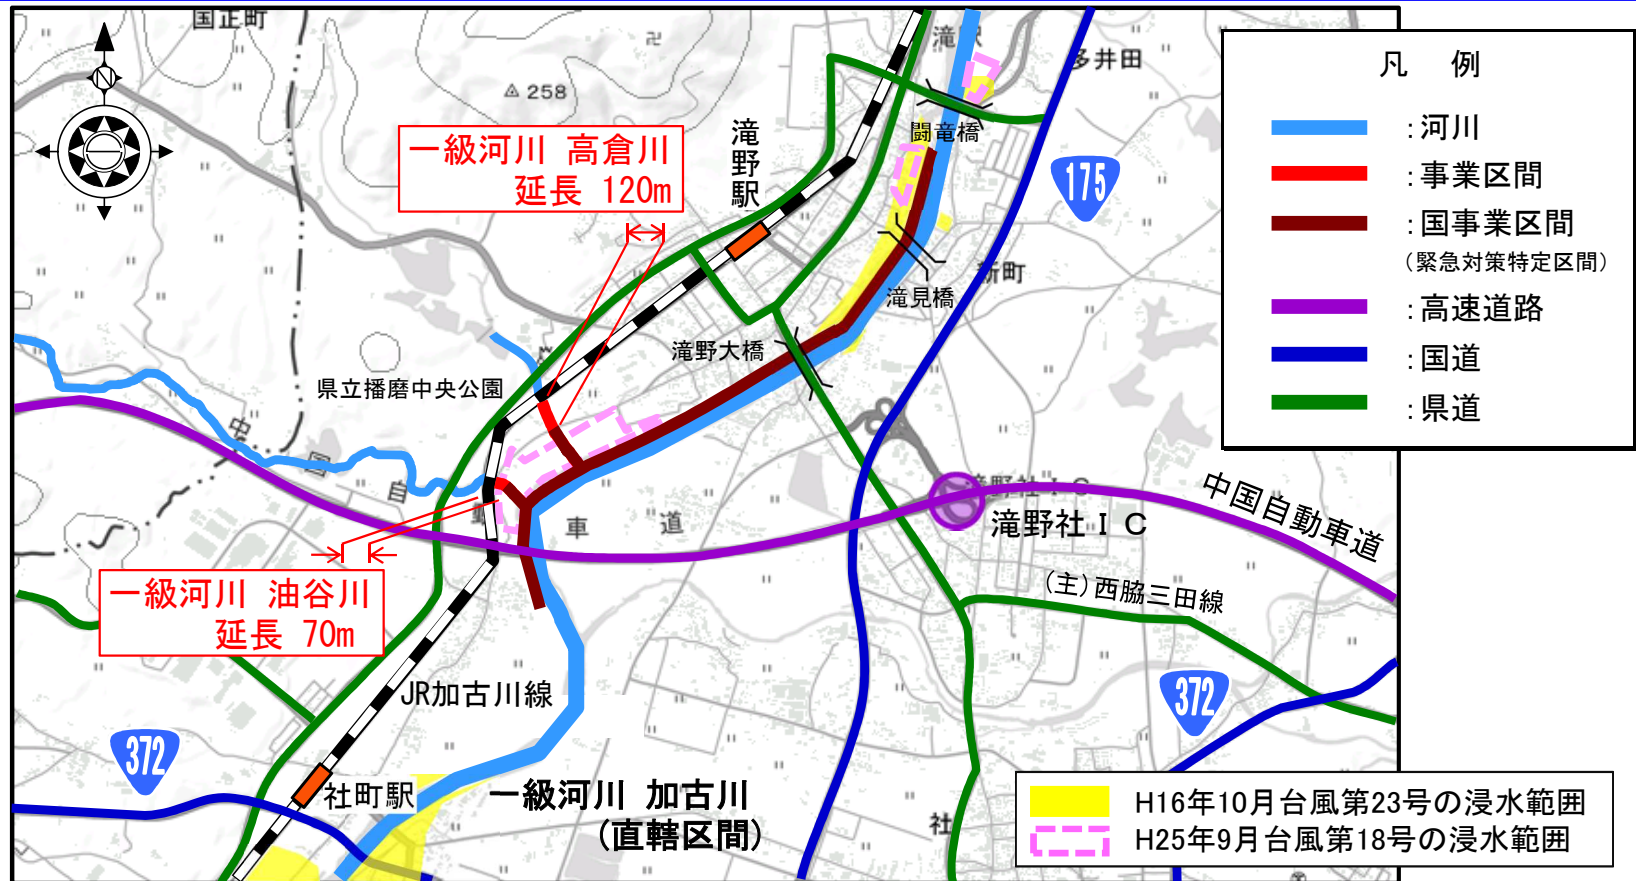 国正町
滝野
多井田
N
258
凡 例
:河川
:事業区間
:国事業区間
(緊急対策特定区間)
:高速道路
:国道
:県道
一級河川 高倉川
延長 120m
滝野駅
闘竜橋
175
新町
滝見橋
滝野大橋
県立播磨中央公園
中国自動車道
滝野社IC
滝野社IC
中国自動車道
(主)西脇三田線
一級河川 油谷川
延長 70m
JR加古川線
372
372
社町駅
一級河川 加古川
(直轄区間)
社
H16年10月台風第23号の浸水範囲
H25年9月台風第18号の浸水範囲